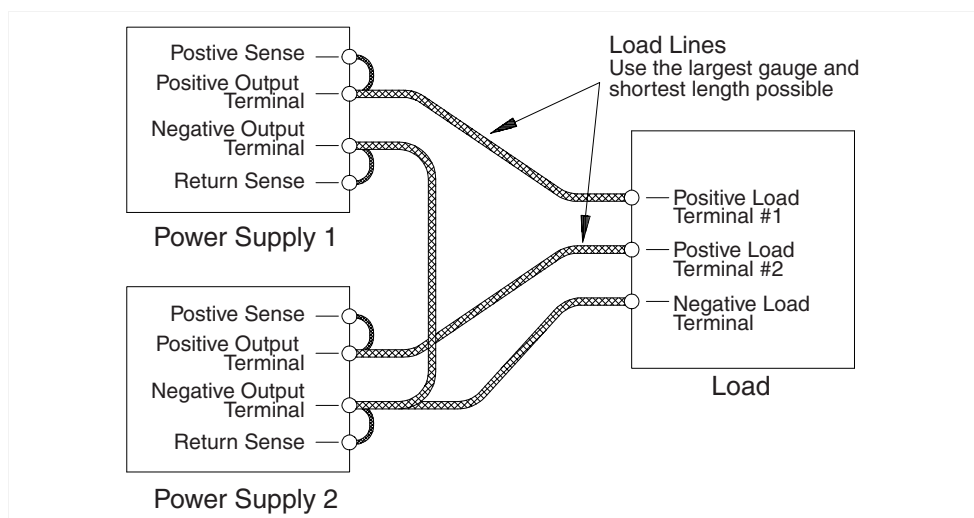 Postive Sense
Positive Output
Terminal
Negative Output
Terminal
Return Sense
Power Supply 1
Load Lines
Use the largest gauge and
shortest length possible
Positive Load
Terminal #1
Postive Load
Terminal #2
Negative Load
Terminal
Load
Postive Sense
Positive Output
Terminal
Negative Output
Terminal
Return Sense
Power Supply 2